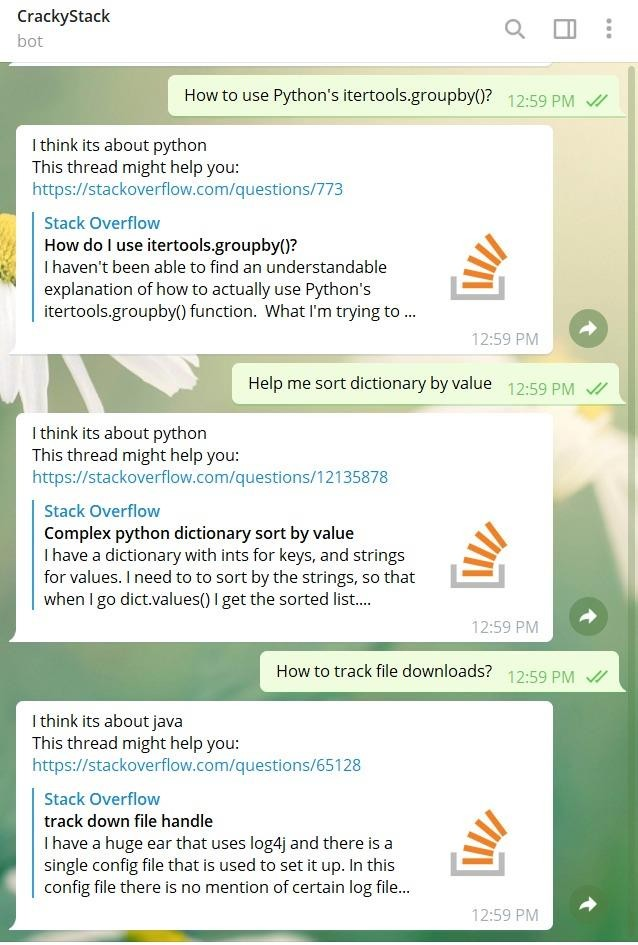 CrackyStack
bot
How to use Python's itertools.groupby()? 12:59 PM
I think its about python
This thread might help you:
https://stackoverflow.com/questions/773
Stack Overflow
How do I use itertools.groupby()?
I haven't been able to find an understandable
explanation of how to actually use Python's
itertools.groupby() function.  What I'm trying to ...
12:59 PM
Help me sort dictionary by value 12:59 PM
I think its about python
This thread might help you:
https://stackoverflow.com/questions/12135878
Stack Overflow
Complex python dictionary sort by value
I have a dictionary with ints for keys, and strings
for values. I need to to sort by the strings, so that
when I go dict.values() I get the sorted list....
12:59 PM
How to track file downloads? 12:59 PM
I think its about java
This thread might help you:
https://stackoverflow.com/questions/65128
Stack Overflow
track down file handle
I have a huge ear that uses log4j and there is a
single config file that is used to set it up. In this
config file there is no mention of certain log file...
12:59 PM